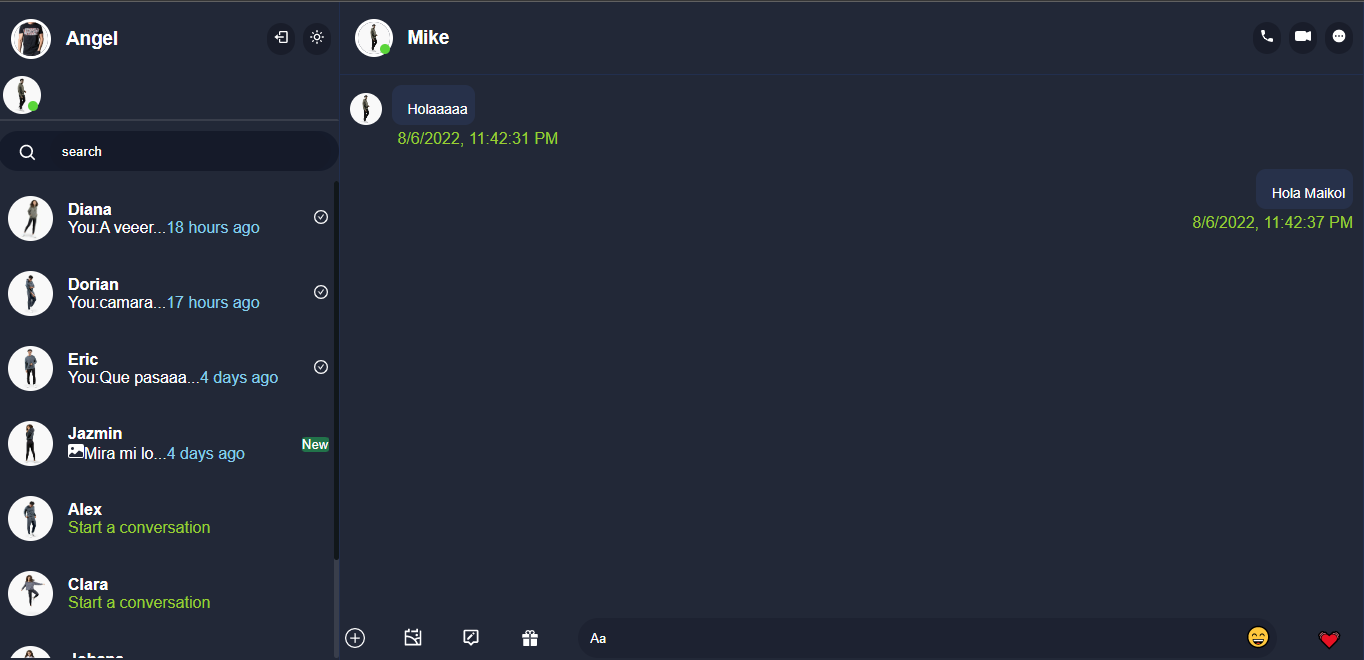 Angel
search
Diana
You:A veeer...18 hours ago
Dorian
You:camara...17 hours ago
Eric
You:Que pasaaa...4 days ago
Jazmin
Mira mi lo...4 days ago
New
Alex
Start a conversation
Clara
Start a conversation
Mike
Holaaaaa
8/6/2022, 11:42:31 PM
Hola Maikol
8/6/2022, 11:42:37 PM
Aa